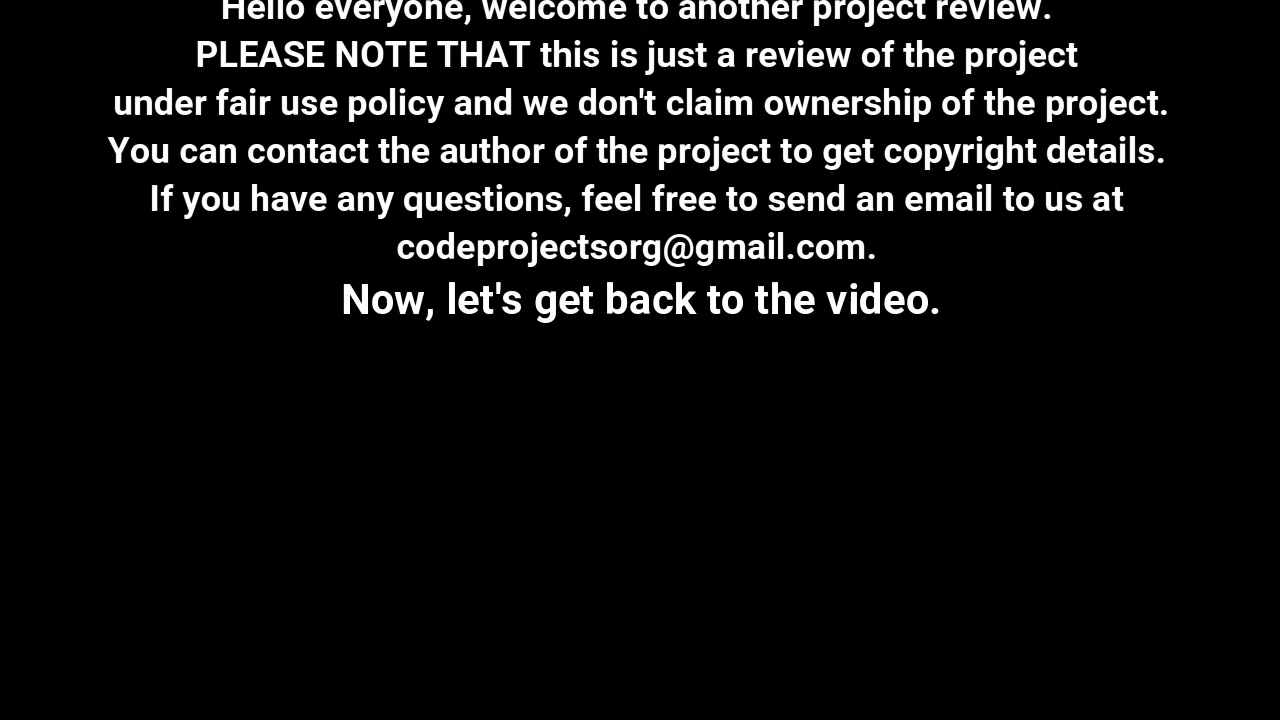 Hello everyone, welcome to another project review.
PLEASE NOTE THAT this is just a review of the project
under fair use policy and we don't claim ownership of the project.
You can contact the author of the project to get copyright details.
If you have any questions, feel free to send an email to us at
codeprojectsorg@gmail.com.
Now, let's get back to the video.